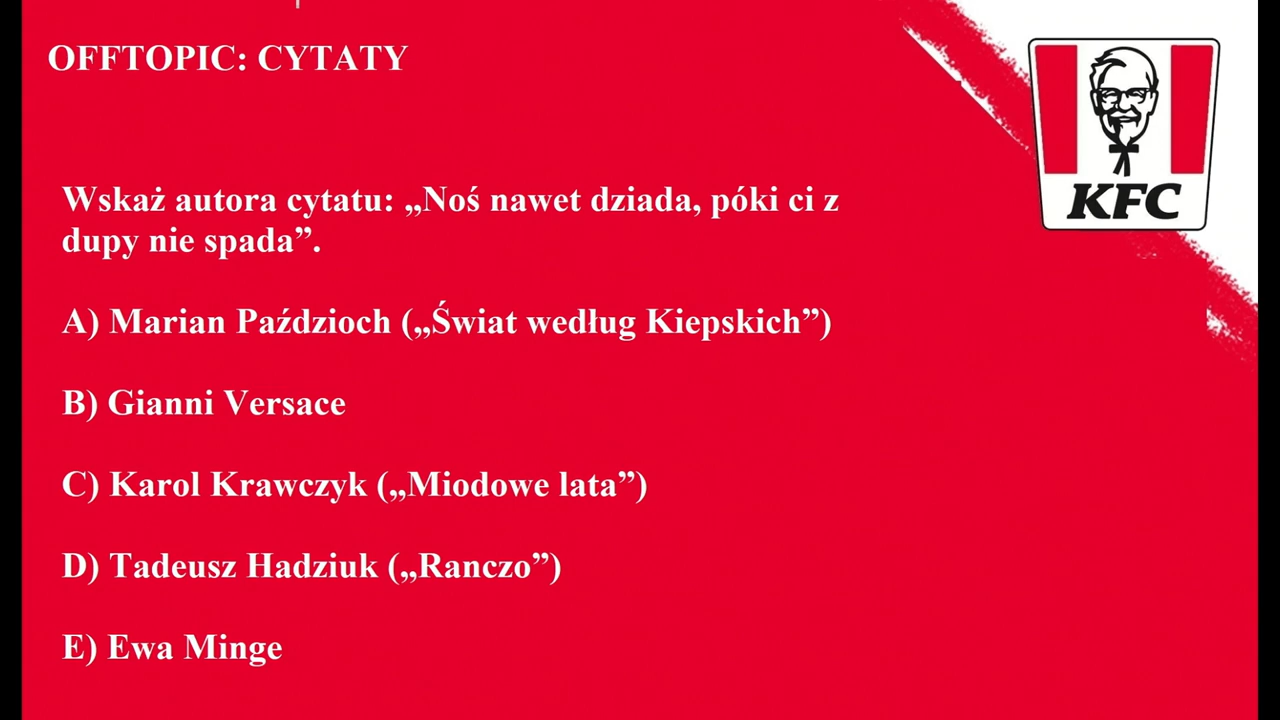 OFFTOPIC: CYTATY
KFC
Wskaż autora cytatu: „Noś nawet dziada, póki ci z
dupy nie spada”.
A) Marian Paździoch („Świat według Kiepskich”)
B) Gianni Versace
C) Karol Krawczyk („Miodowe lata”)
D) Tadeusz Hadziuk („Ranczo”)
E) Ewa Minge